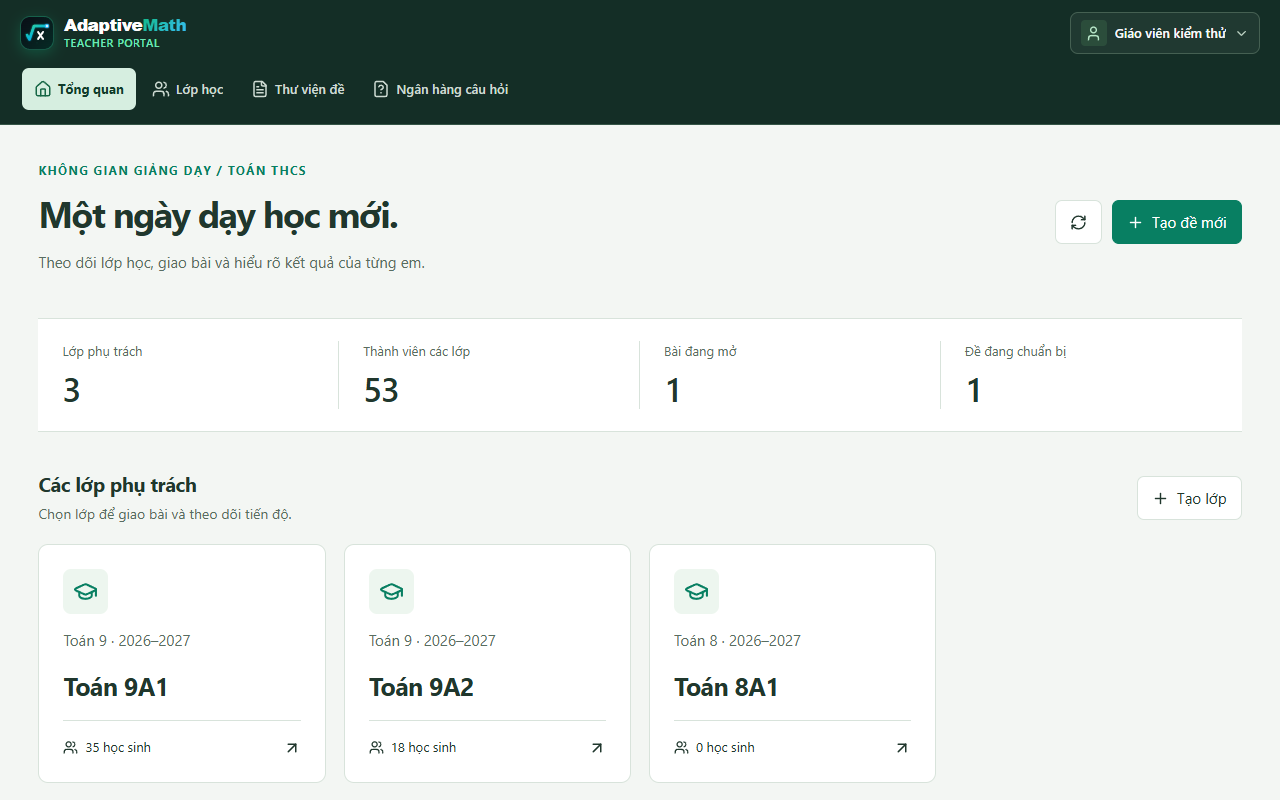 AdaptiveMath
TEACHER PORTAL
Giáo viên kiểm thử
Tổng quan
Lớp học
Thư viện đề
Ngân hàng câu hỏi
KHÔNG GIAN GIẢNG DẠY / TOÁN THCS
Một ngày dạy học mới.
Theo dõi lớp học, giao bài và hiểu rõ kết quả của từng em.
Tạo đề mới
Lớp phụ trách
3
Thành viên các lớp
53
Bài đang mở
1
Đề đang chuẩn bị
1
Các lớp phụ trách
Chọn lớp để giao bài và theo dõi tiến độ.
Tạo lớp
Toán 9 · 2026–2027
Toán 9A1
35 học sinh
Toán 9 · 2026–2027
Toán 9A2
18 học sinh
Toán 8 · 2026–2027
Toán 8A1
0 học sinh